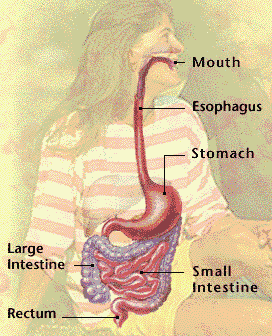 Mouth
Esophagus
Stomach
Large
Intestine
Small
Intestine
Rectum